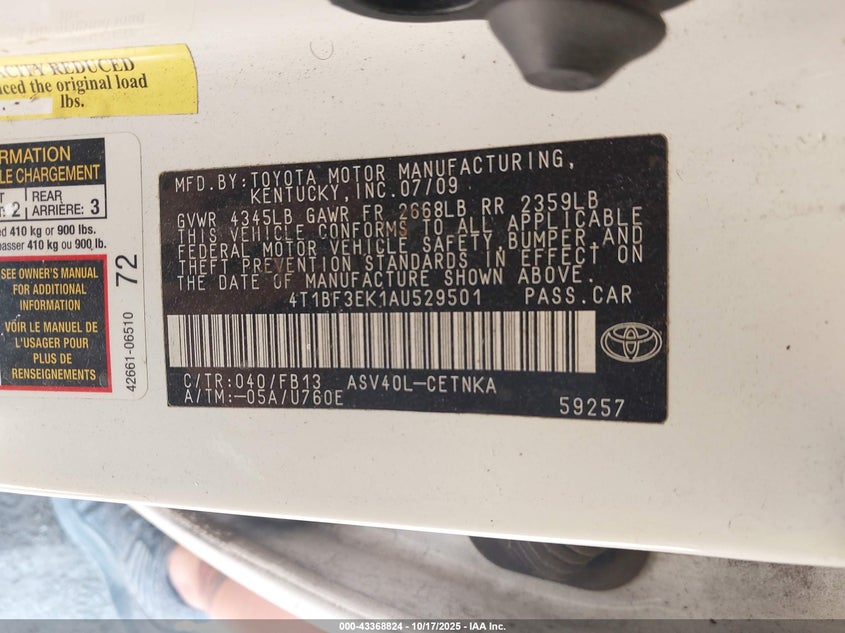 ACITY REDUCED
ced the original load
lbs.
RMATION
LE CHARGEMENT
T 2 REAR
: ARRIÈRE: 3
ed 410 kg or 900 lbs.
passer 410 kg ou 900 lb.
SEE OWNER'S MANUAL
FOR ADDITIONAL
INFORMATION
VOIR LE MANUEL DE
L'USAGER POUR
PLUS DE
RENSEIGNEMENTS
72
42661-06510
MFD.BY:TOYOTA MOTOR MANUFACTURING,
KENTUCKY,INC.07/09
GVWR 4345LB GAWR FR 2668LB RR 2359LB
THIS VEHICLE CONFORMS TO ALL APPLICABLE
FEDERAL MOTOR VEHICLE SAFETY,BUMPER,AND
THEFT PREVENTION STANDARDS IN EFFECT ON
THE DATE OF MANUFACTURE SHOWN ABOVE.
4T1BF3EK1AU529501 PASS.CAR
C/TR:040/FB13 ASV40L-CETNKA
A/TM:-05A/U760E
59257
000-43368824 | 10/17/2025 - IAA Inc.